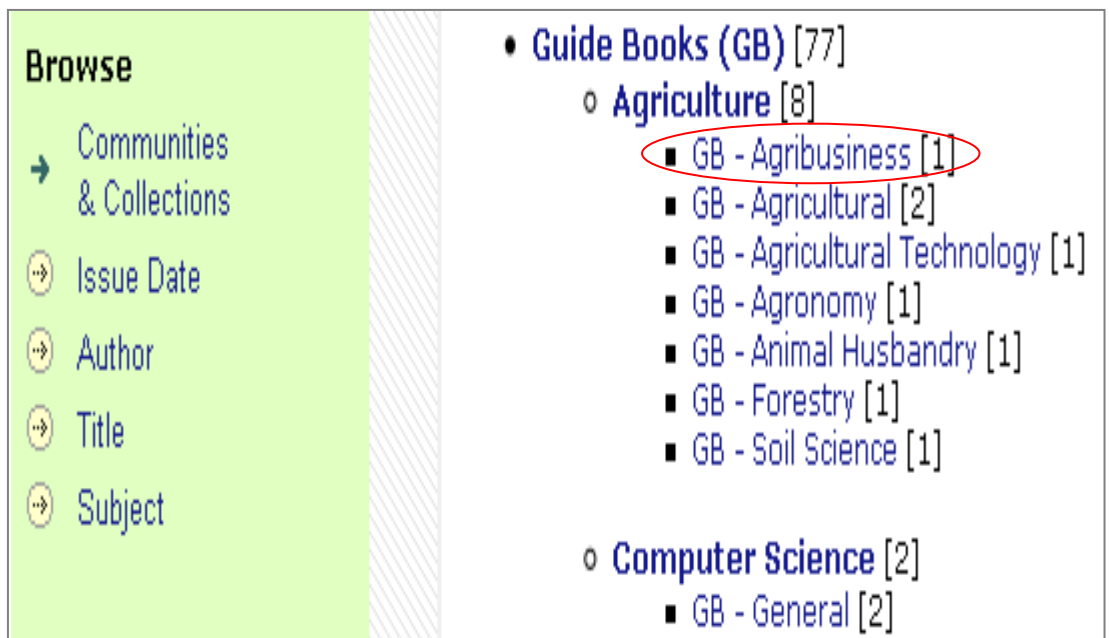 Browse
Communities
& Collections
Issue Date
Author
Title
Subject
• Guide Books (GB) [77]
o Agriculture [8]
▪ GB - Agribusiness [1]
▪ GB - Agricultural [2]
▪ GB - Agricultural Technology [1]
▪ GB - Agronomy [1]
▪ GB - Animal Husbandry [1]
▪ GB - Forestry [1]
▪ GB - Soil Science [1]
o Computer Science [2]
▪ GB - General [2]